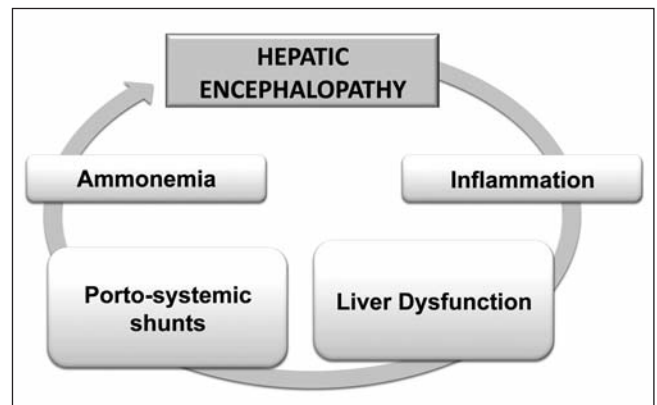 HEPATIC
ENCEPHALOPATHY
Ammonemia
Inflammation
Porto-systemic
shunts
Liver Dysfunction